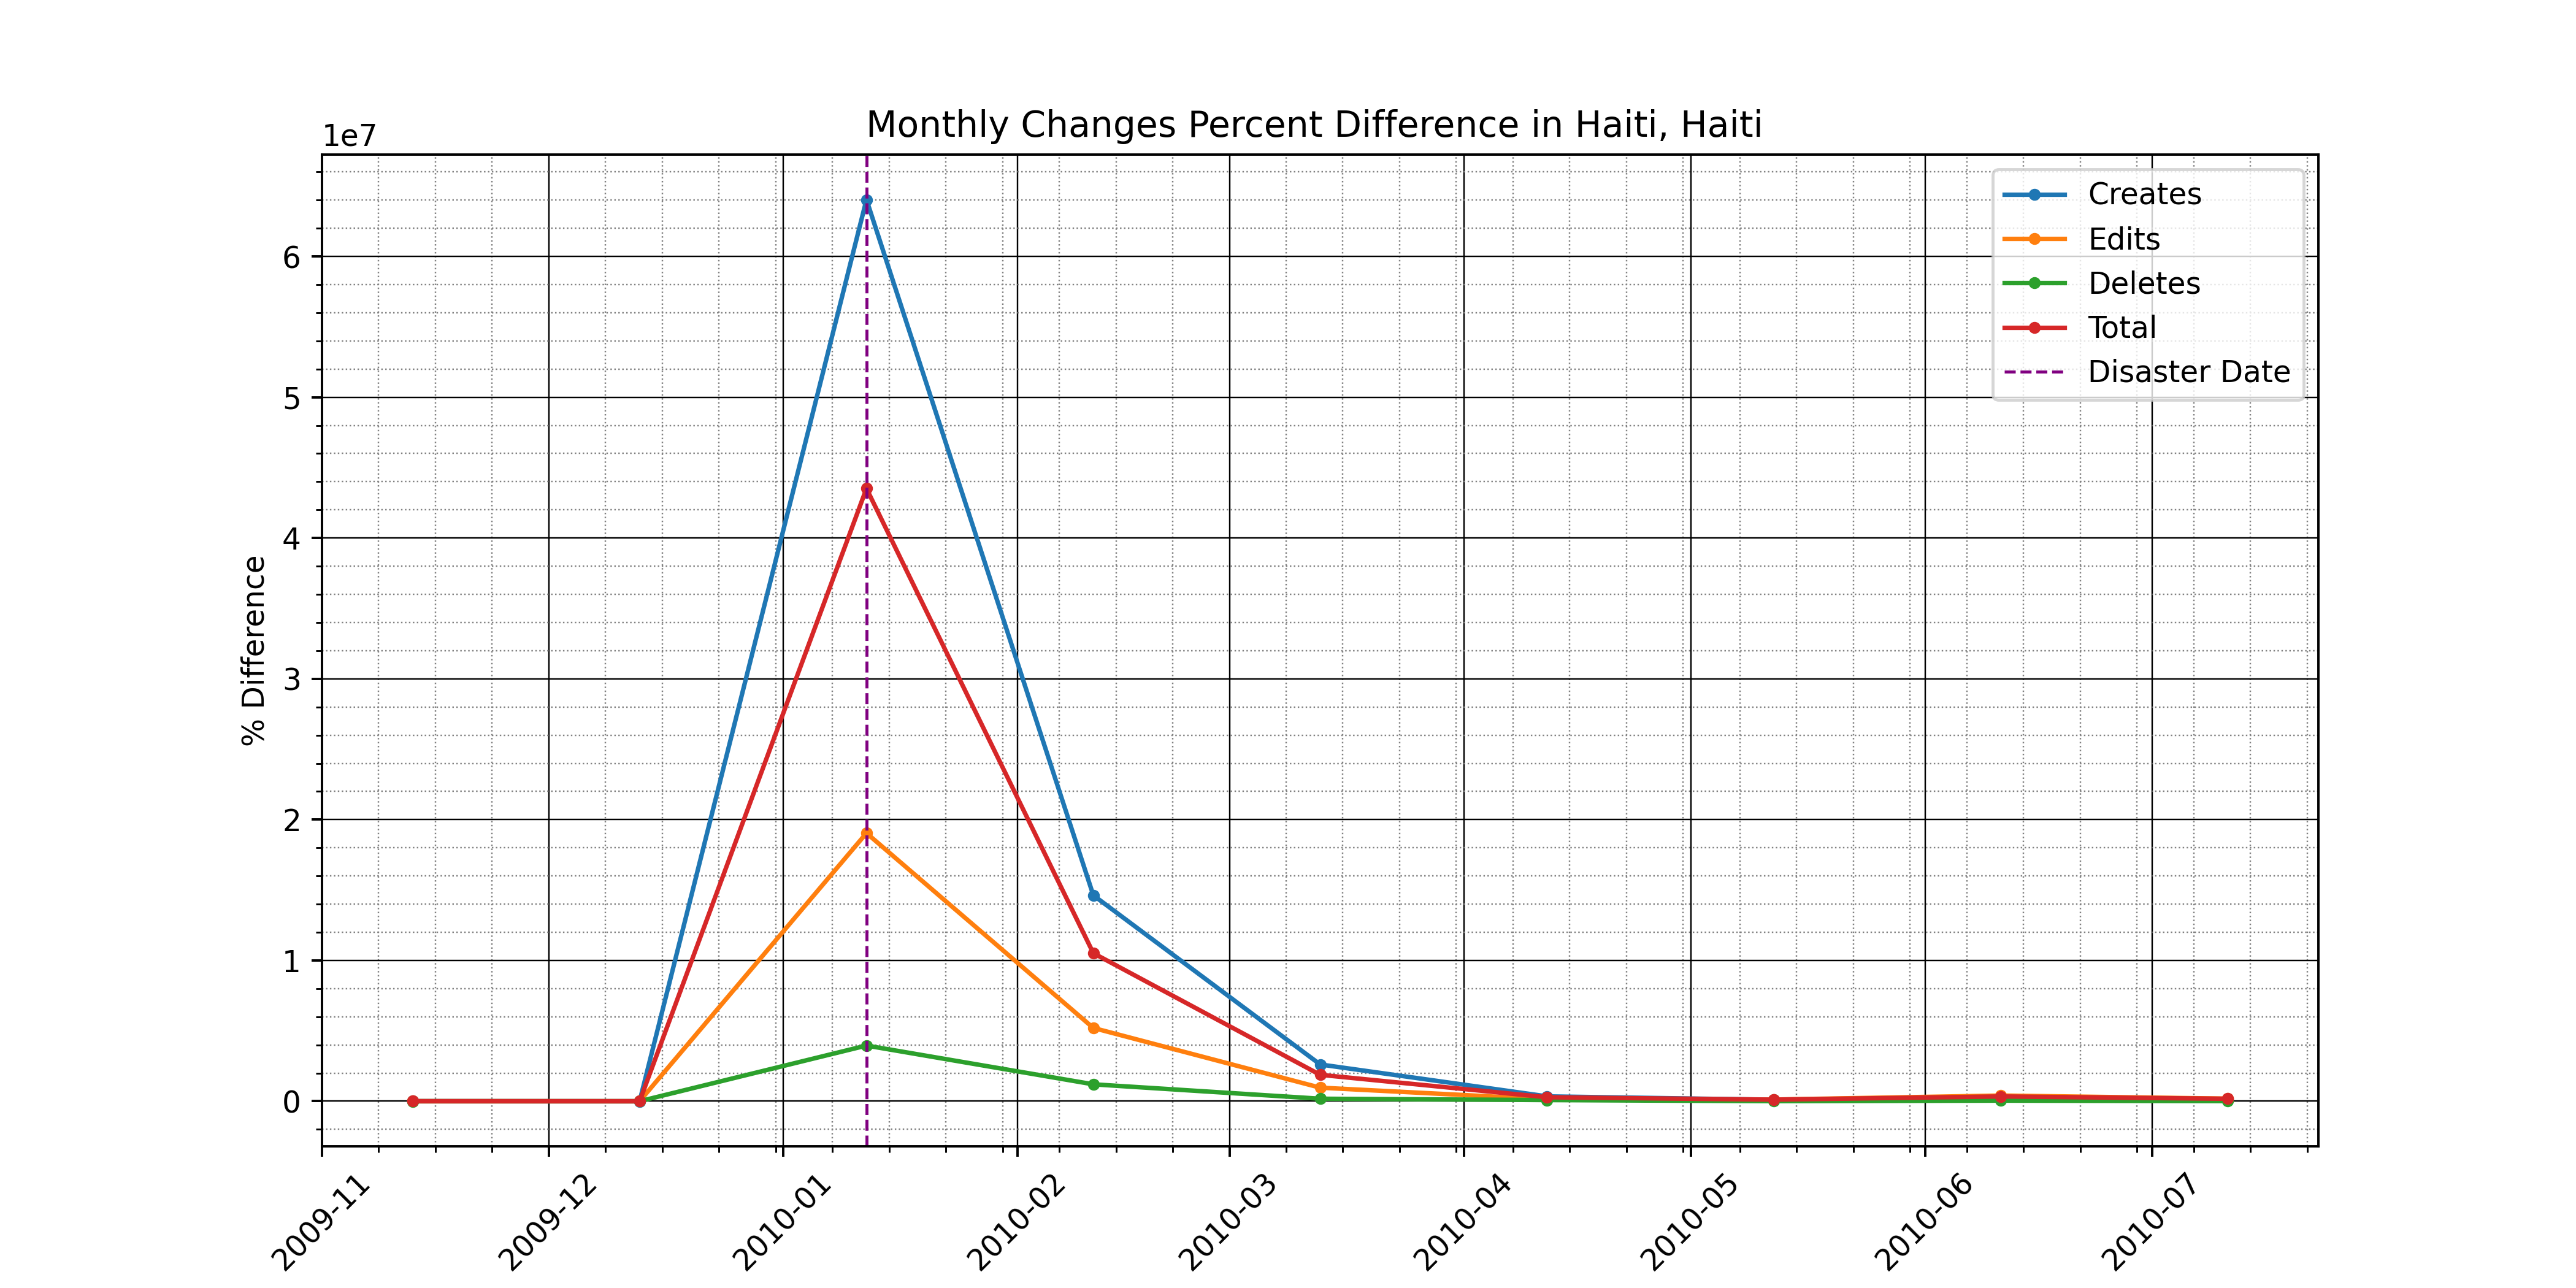 Monthly Changes Percent Difference in Haiti, Haiti
1e7
6
5
4
3
2
1
0
% Difference
Creates
Edits
Deletes
Total
Disaster Date
2009-11
2009-12
2010-01
2010-02
2010-03
2010-04
2010-05
2010-06
2010-07